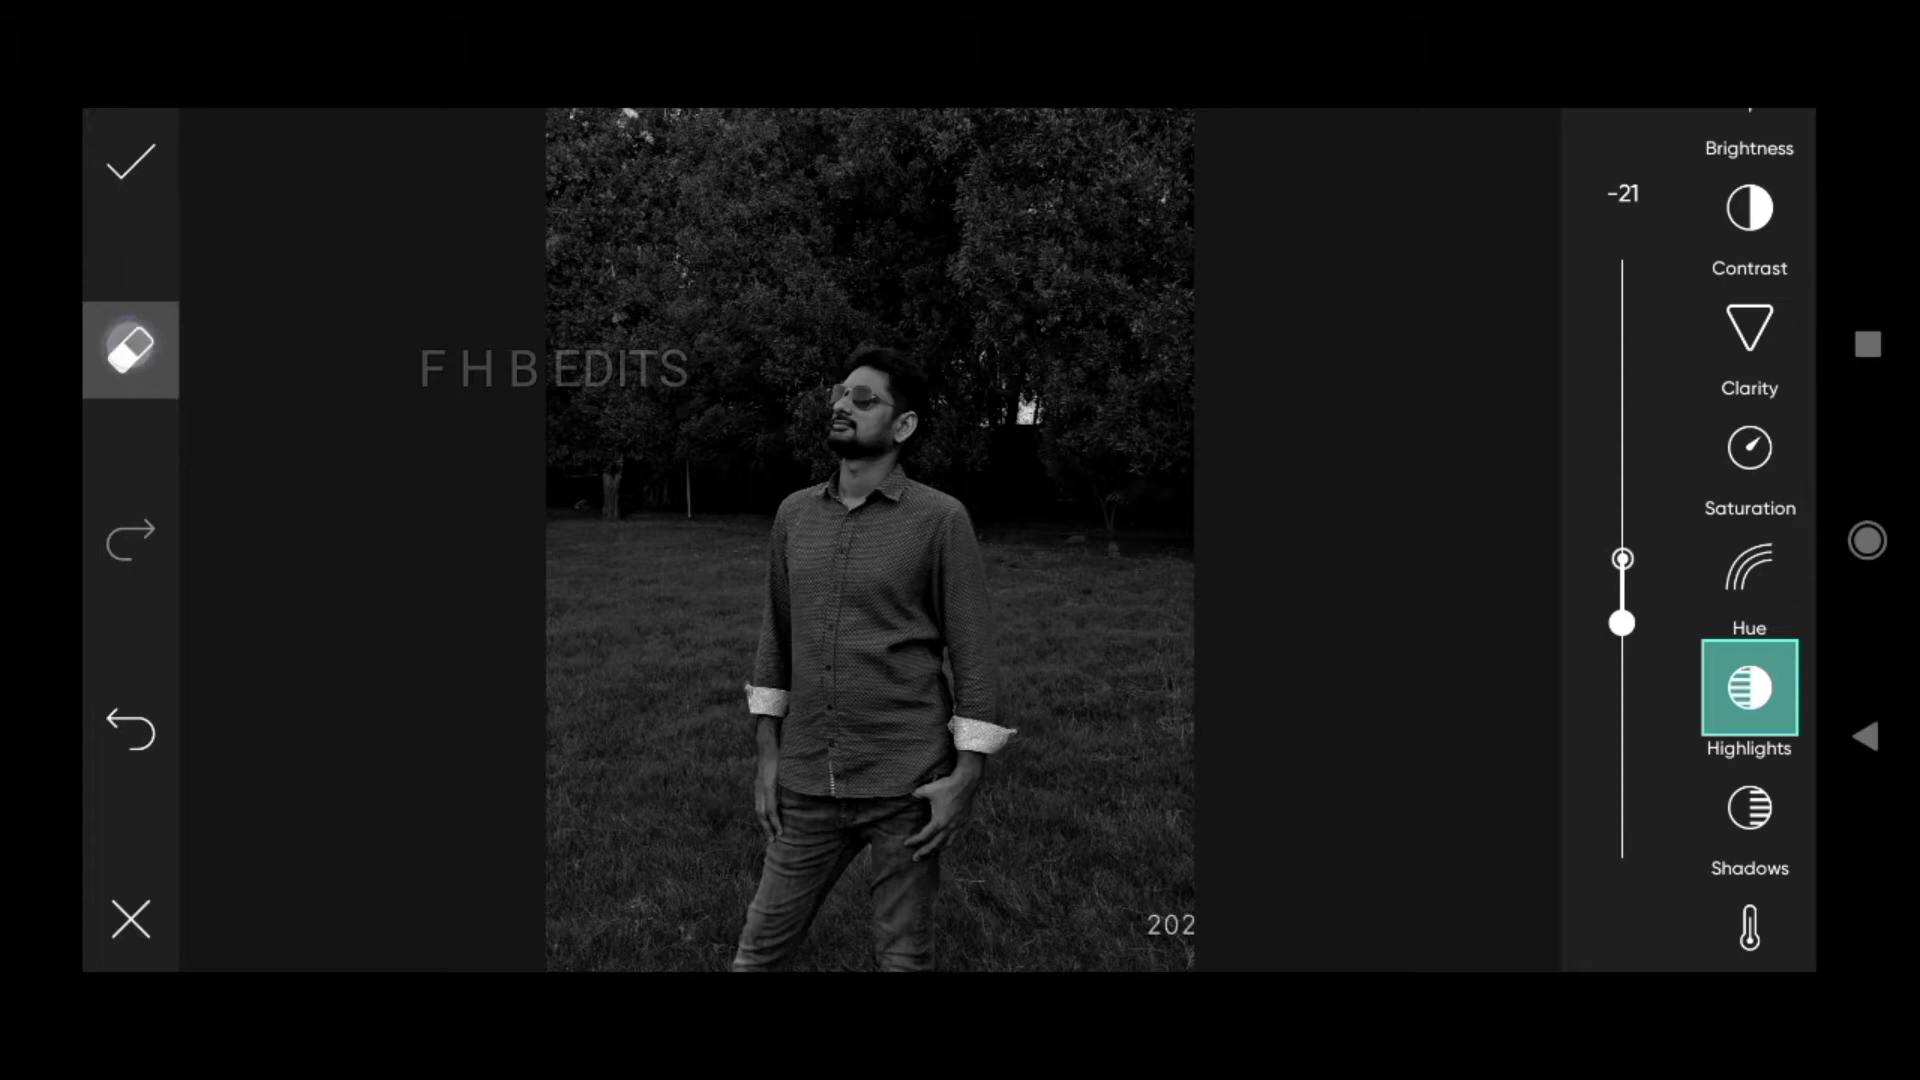 Brightness
-21
Contrast
Clarity
F H B EDITS
Saturation
Hue
Highlights
Shadows
202